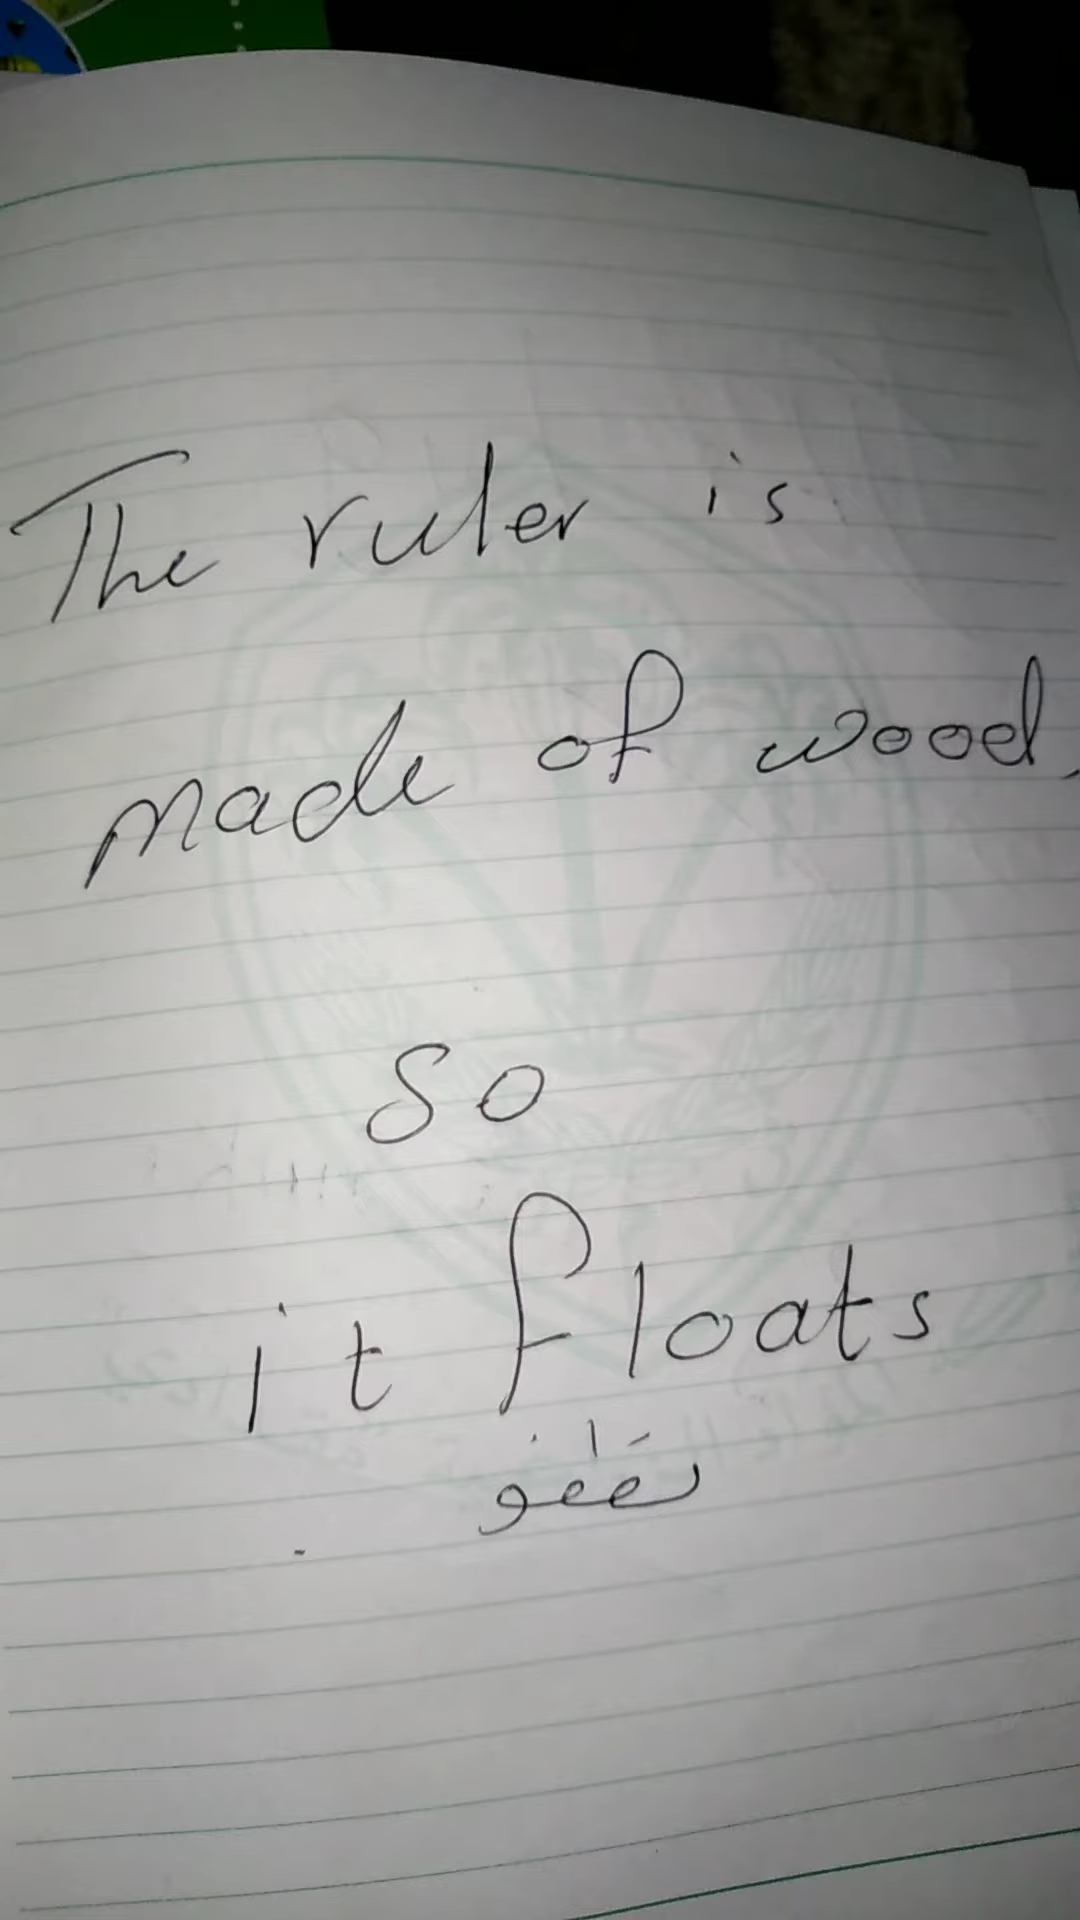 The ruler is
made of wood,
so
it floats
تطفو